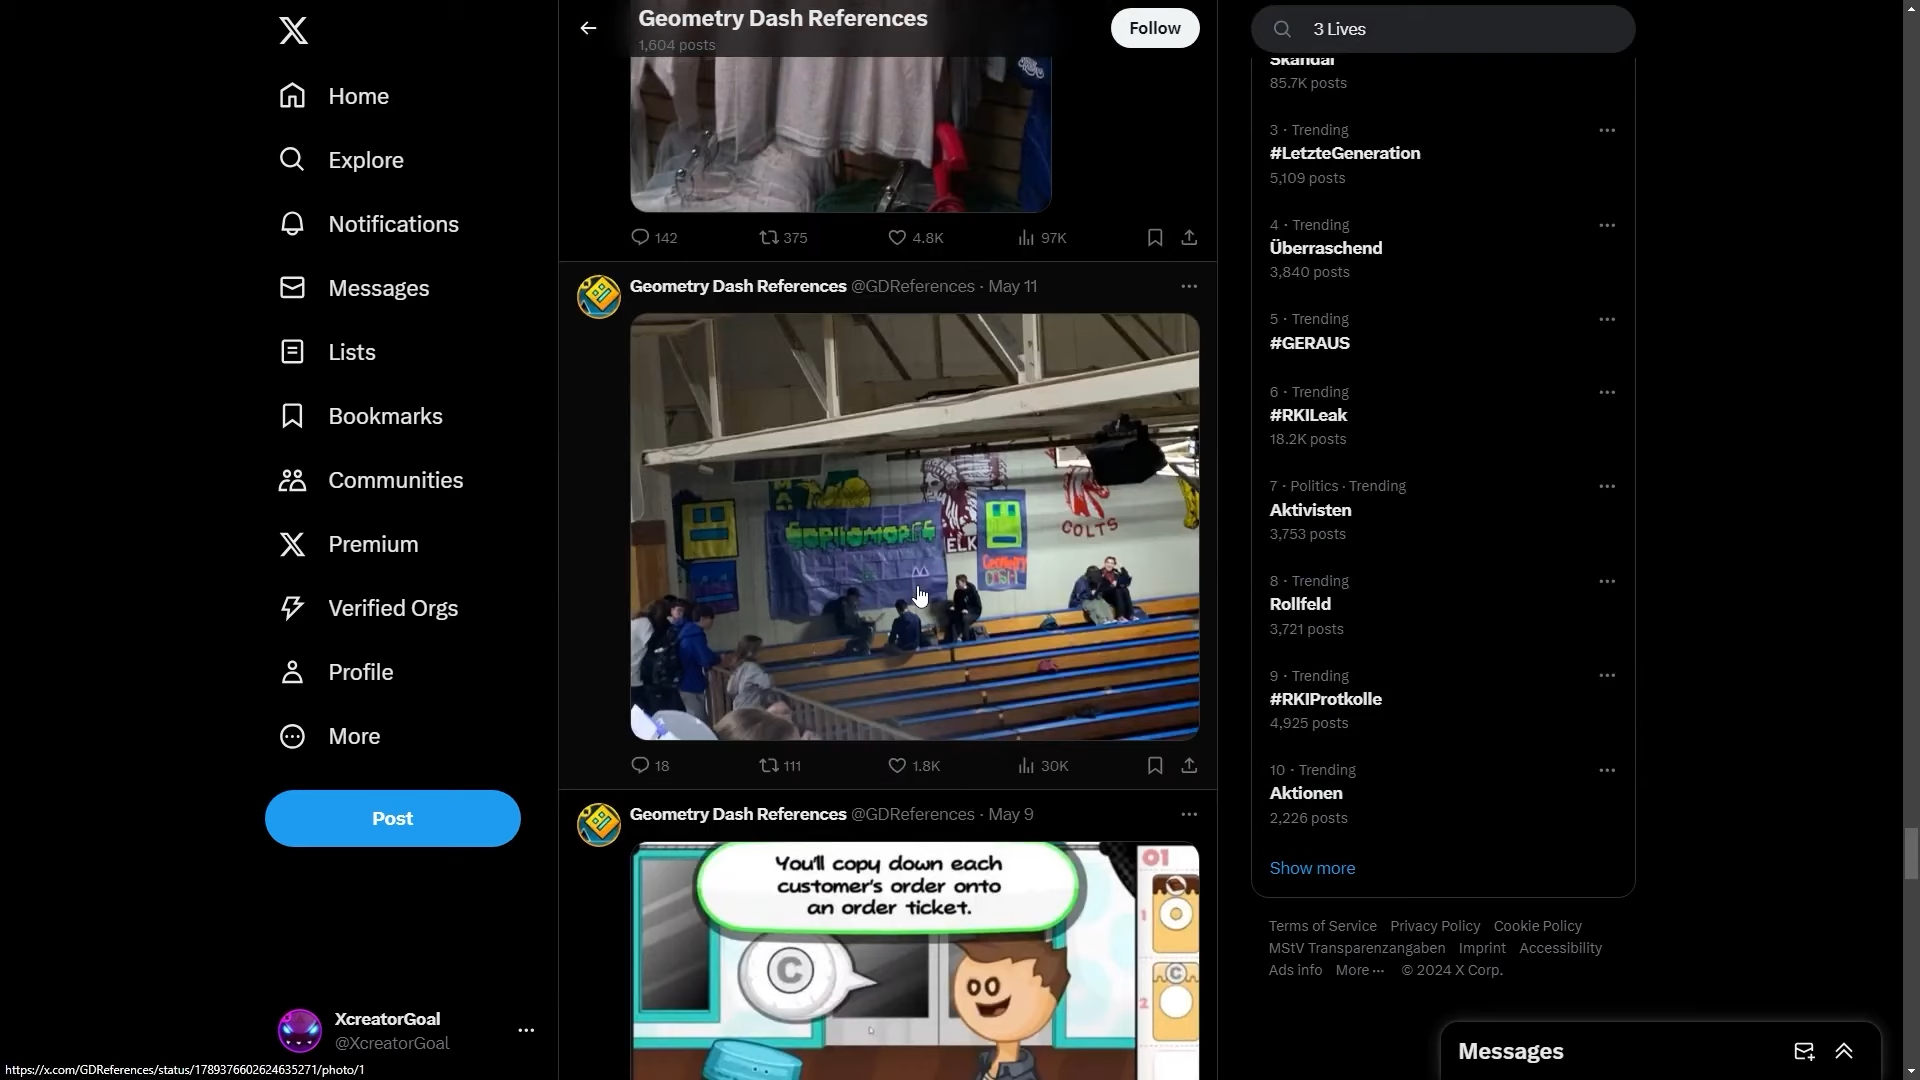 Home
Explore
Notifications
Messages
Lists
Bookmarks
Communities
Premium
Verified Orgs
Profile
More
Post
XcreatorGoal
@XcreatorGoal
https://x.com/GDReferences/status/1789376602624635271/photo/1
Geometry Dash References
1,604 posts
Follow
142 375 4.8K 97K
Geometry Dash References @GDReferences · May 11
SOPHOMORES
ELK
COLTS
GEOMETRY
DASH
18 111 1.8K 30K
Geometry Dash References @GDReferences · May 9
You'll copy down each
customer's order onto
an order ticket.
C
01
1
C
2
3 Lives
Skandal
85.7K posts
3 · Trending
#LetzteGeneration
5,109 posts
4 · Trending
Überraschend
3,840 posts
5 · Trending
#GERAUS
6 · Trending
#RKILeak
18.2K posts
7 · Politics · Trending
Aktivisten
3,753 posts
8 · Trending
Rollfeld
3,721 posts
9 · Trending
#RKIProtkolle
4,925 posts
10 · Trending
Aktionen
2,226 posts
Show more
Terms of Service Privacy Policy Cookie Policy
MStV Transparenzangaben Imprint Accessibility
Ads info More ··· © 2024 X Corp.
Messages